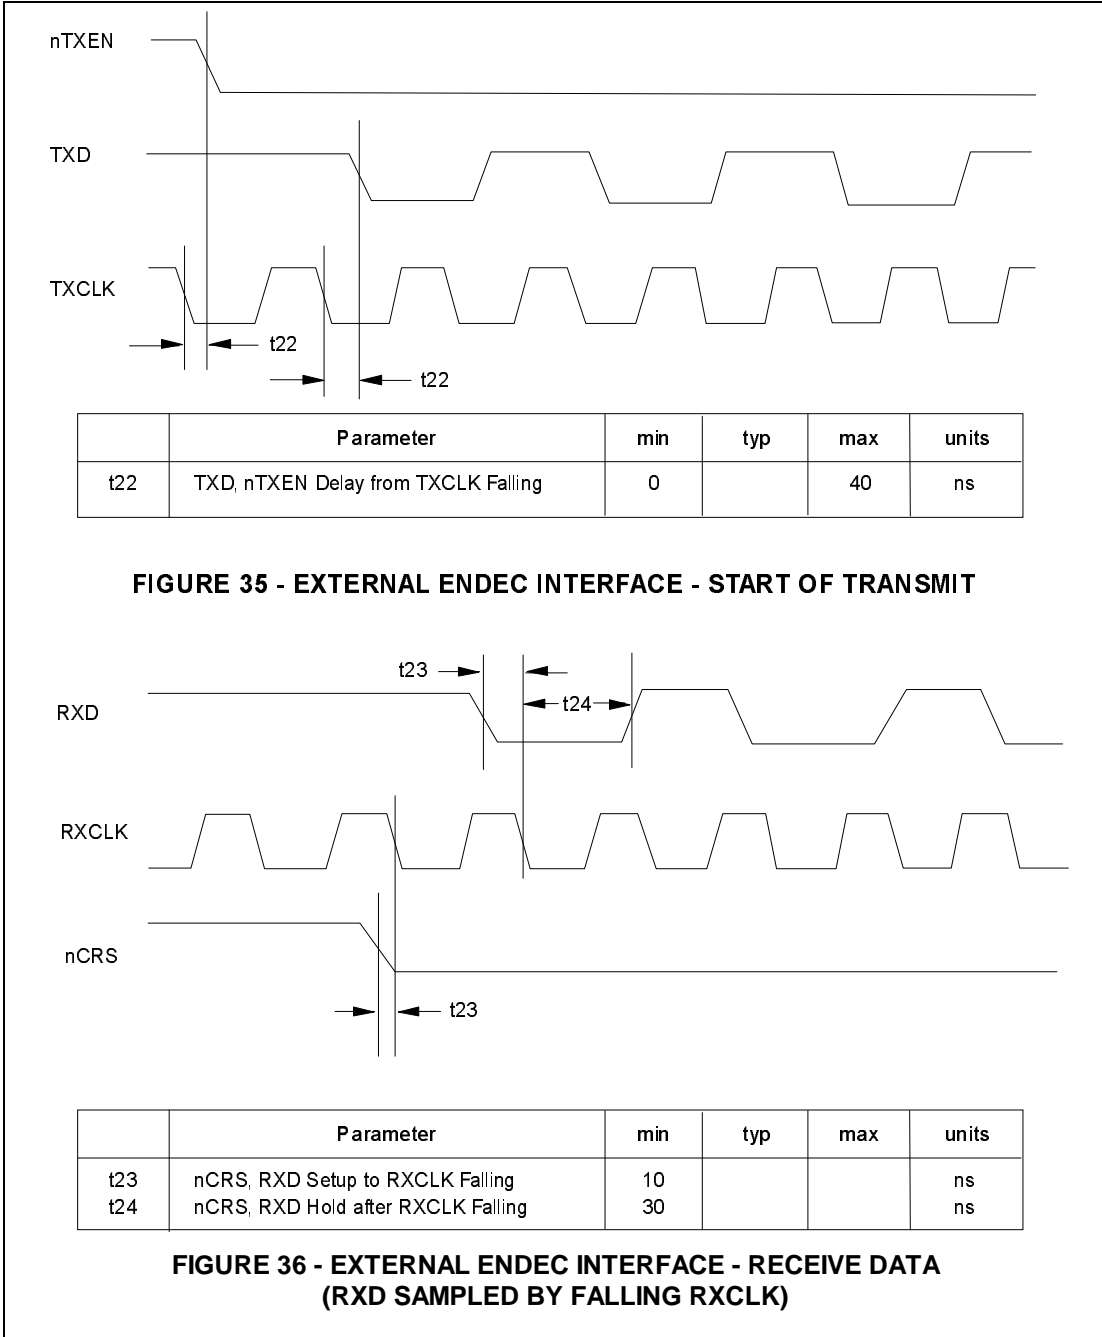 nTXEN
TXD
TXCLK
t22
t22
Parameter min typ max units
t22 TXD, nTXEN Delay from TXCLK Falling 0 40 ns
FIGURE 35 - EXTERNAL ENDEC INTERFACE - START OF TRANSMIT
t23
t24
RXD
RXCLK
nCRS
t23
Parameter min typ max units
t23 nCRS, RXD Setup to RXCLK Falling 10 ns
t24 nCRS, RXD Hold after RXCLK Falling 30 ns
FIGURE 36 - EXTERNAL ENDEC INTERFACE - RECEIVE DATA
(RXD SAMPLED BY FALLING RXCLK)